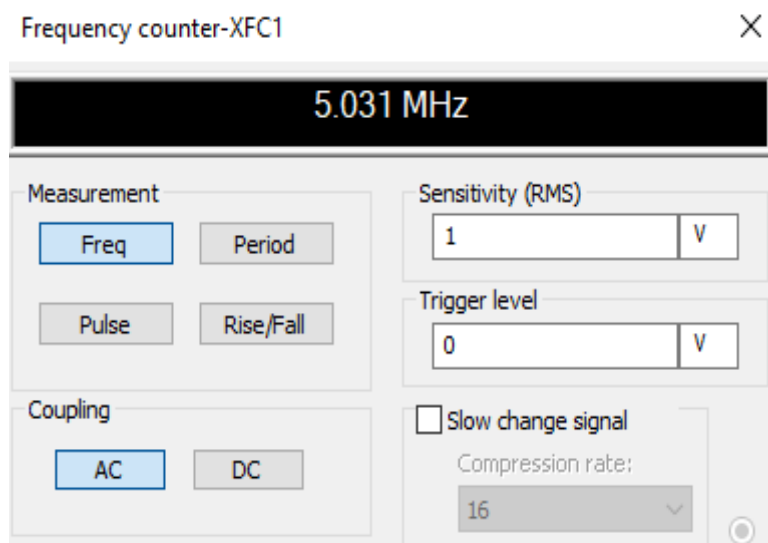 Frequency counter-XFC1
5.031 MHz
Measurement
Freq
Period
Pulse
Rise/Fall
Sensitivity (RMS)
1
V
Trigger level
0
V
Coupling
AC
DC
Slow change signal
Compression rate:
16